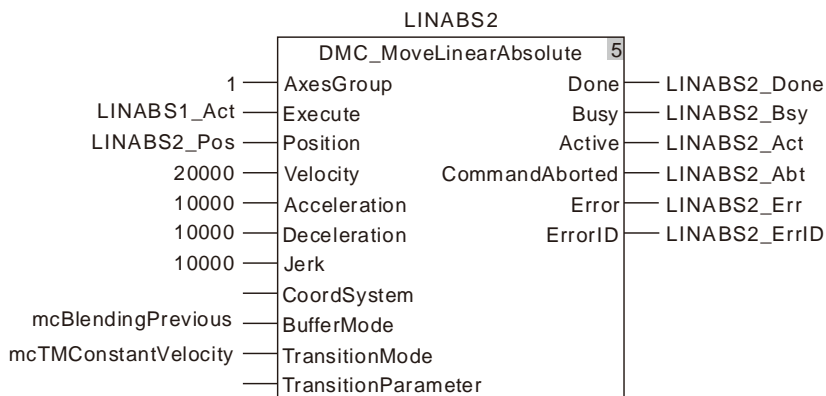 LINABS2
DMC_MoveLinearAbsolute 5
1 AxesGroup Done LINABS2_Done
LINABS1_Act Execute Busy LINABS2_Bsy
LINABS2_Pos Position Active LINABS2_Act
20000 Velocity CommandAborted LINABS2_Abt
10000 Acceleration Error LINABS2_Err
10000 Deceleration ErrorID LINABS2_ErrID
10000 Jerk
CoordSystem
mcBlendingPrevious BufferMode
mcTMConstantVelocity TransitionMode
TransitionParameter